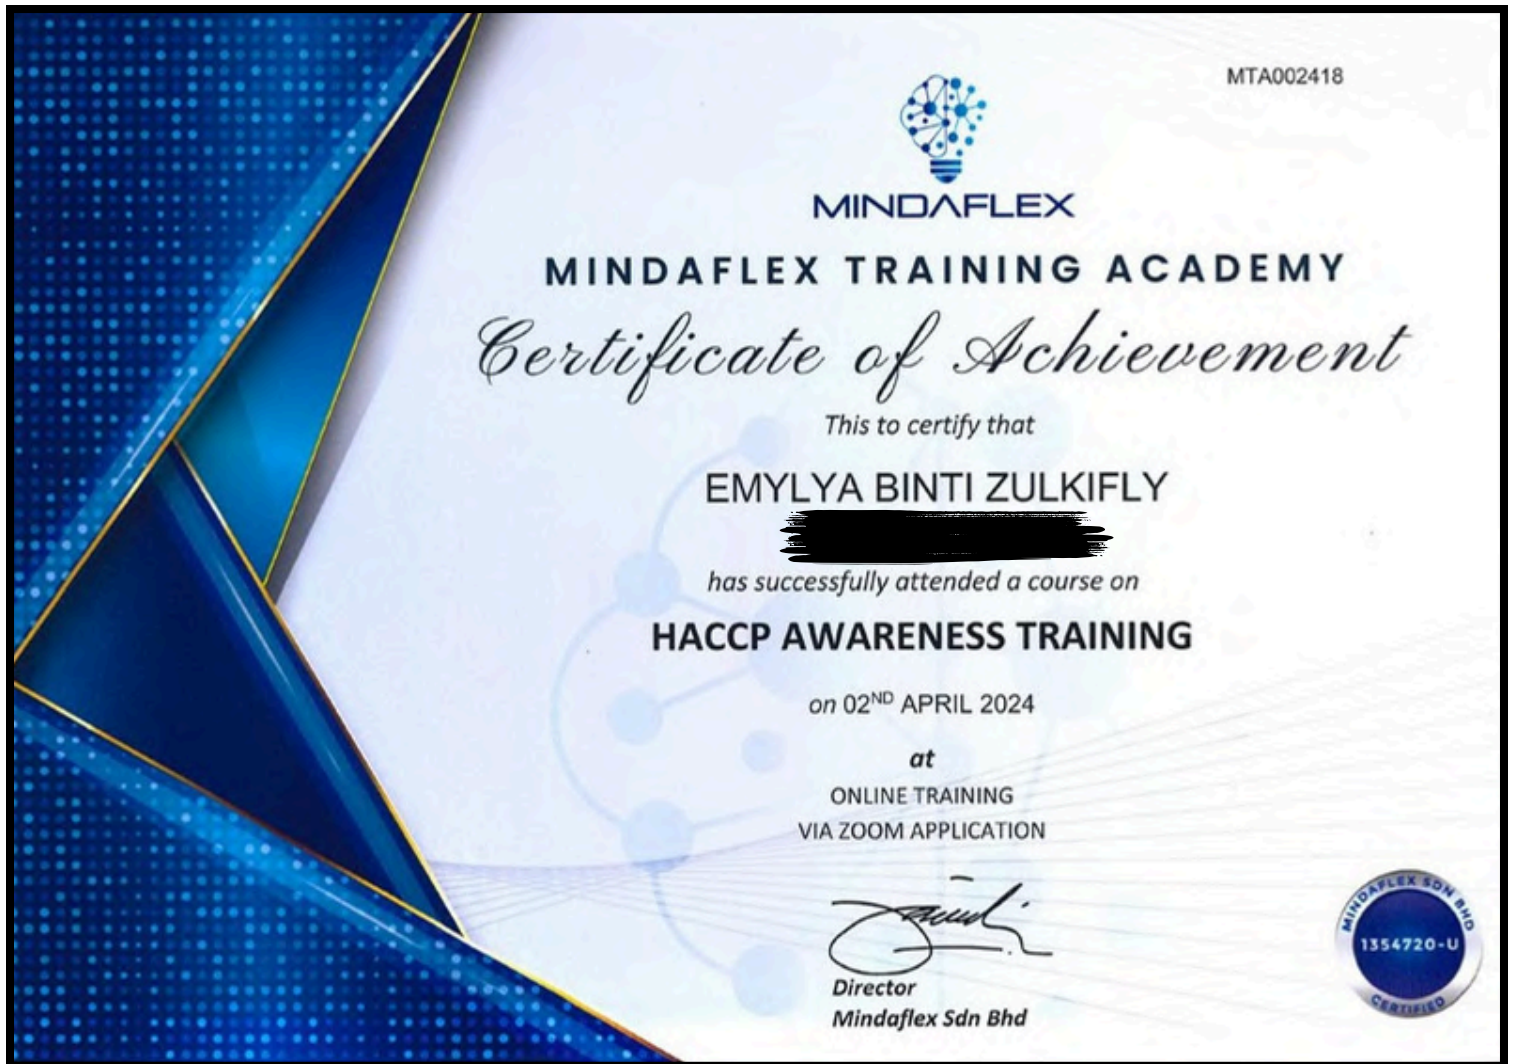 MTA002418
MINDAFLEX
MINDAFLEX TRAINING ACADEMY
Certificate of Achievement
This to certify that
EMYLYA BINTI ZULKIFLY
has successfully attended a course on
HACCP AWARENESS TRAINING
on 02ND APRIL 2024
at
ONLINE TRAINING
VIA ZOOM APPLICATION
Director
Mindaflex Sdn Bhd
MINDAFLEX SDN BHD
1354720-U
CERTIFIED